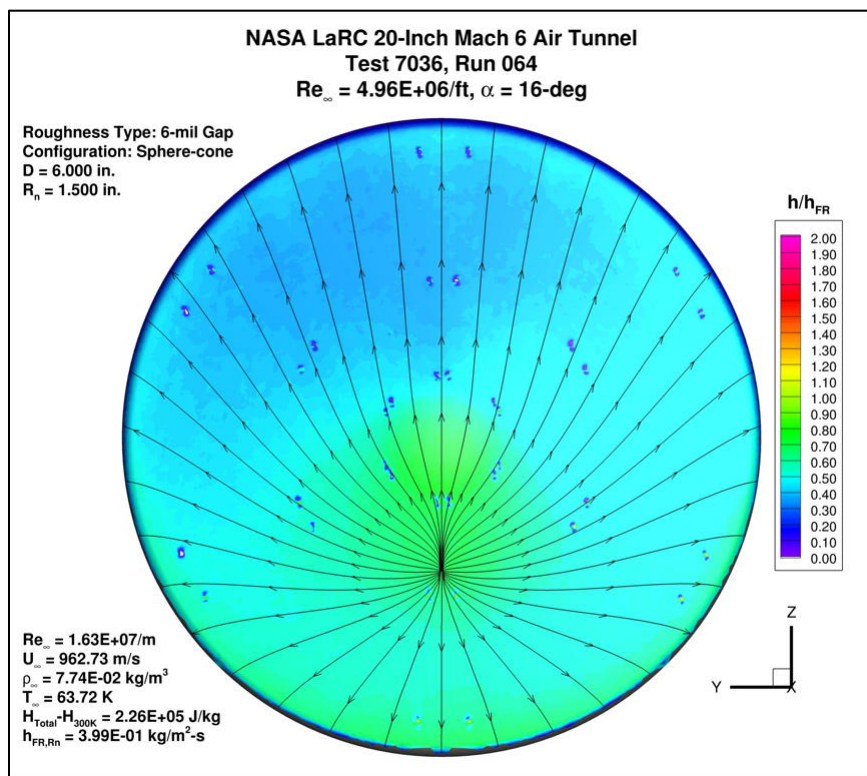 NASA LaRC 20-Inch Mach 6 Air Tunnel
Test 7036, Run 064
Re∞ = 4.96E+06/ft, α = 16-deg
Roughness Type: 6-mil Gap
Configuration: Sphere-cone
D = 6.000 in.
Rn = 1.500 in.
h/hFR
2.00
1.90
1.80
1.70
1.60
1.50
1.40
1.30
1.20
1.10
1.00
0.90
0.80
0.70
0.60
0.50
0.40
0.30
0.20
0.10
0.00
Re∞ = 1.63E+07/m
U∞ = 962.73 m/s
ρ∞ = 7.74E-02 kg/m³
T∞ = 63.72 K
HTotal-H300K = 2.26E+05 J/kg
hFR,Rn = 3.99E-01 kg/m²-s
Z
Y
X